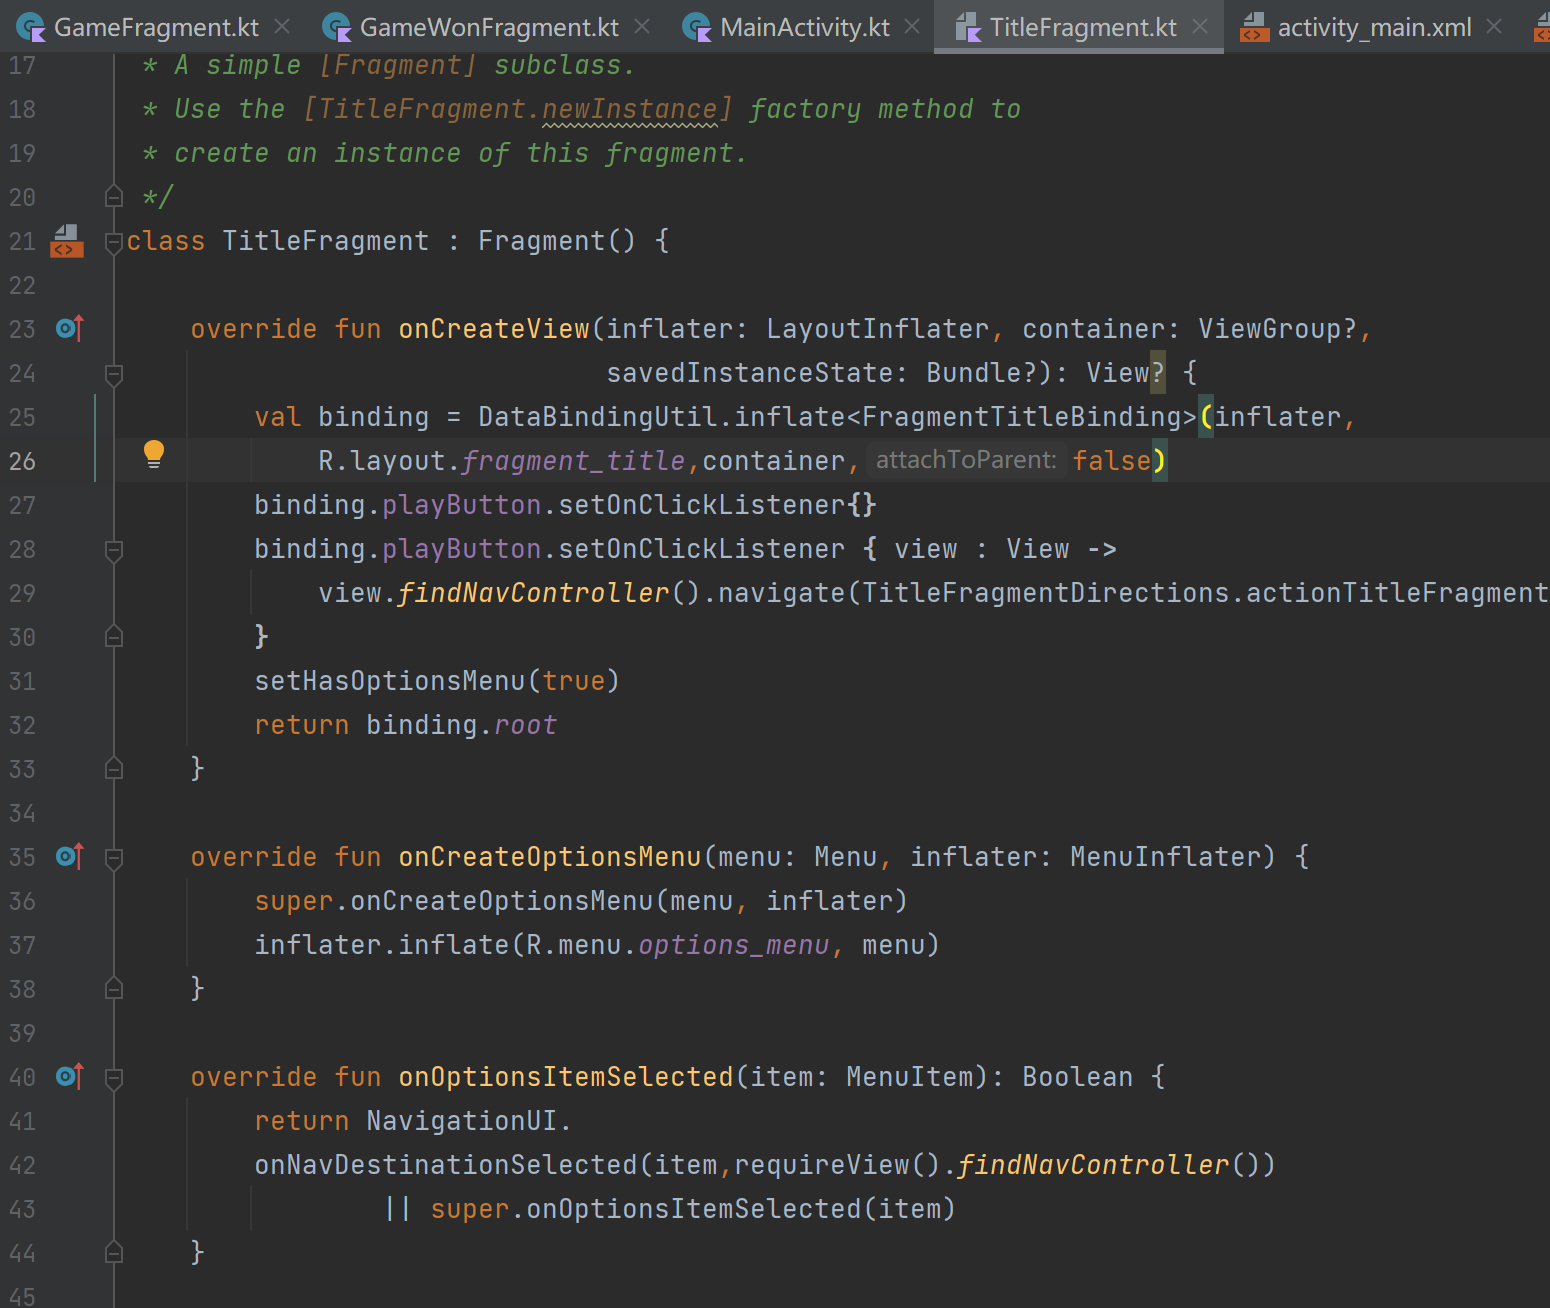 GameFragment.kt GameWonFragment.kt MainActivity.kt TitleFragment.kt activity_main.xml
17 * A simple [Fragment] subclass.
18 * Use the [TitleFragment.newInstance] factory method to
19 * create an instance of this fragment.
20 */
21 class TitleFragment : Fragment() {
22
23 override fun onCreateView(inflater: LayoutInflater, container: ViewGroup?,
24 savedInstanceState: Bundle?): View? {
25 val binding = DataBindingUtil.inflate<FragmentTitleBinding>(inflater,
26 R.layout.fragment_title,container, attachToParent: false)
27 binding.playButton.setOnClickListener{}
28 binding.playButton.setOnClickListener { view : View ->
29 view.findNavController().navigate(TitleFragmentDirections.actionTitleFragment
30 }
31 setHasOptionsMenu(true)
32 return binding.root
33 }
34
35 override fun onCreateOptionsMenu(menu: Menu, inflater: MenuInflater) {
36 super.onCreateOptionsMenu(menu, inflater)
37 inflater.inflate(R.menu.options_menu, menu)
38 }
39
40 override fun onOptionsItemSelected(item: MenuItem): Boolean {
41 return NavigationUI.
42 onNavDestinationSelected(item,requireView().findNavController())
43 || super.onOptionsItemSelected(item)
44 }
45